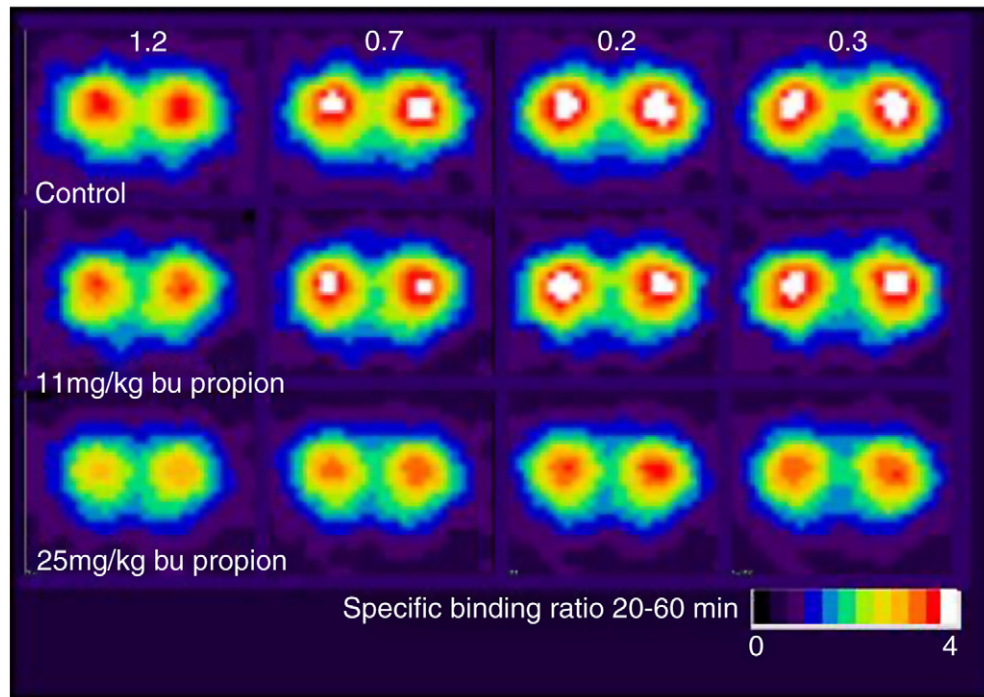 1.2 0.7 0.2 0.3
Control
11mg/kg bu propion
25mg/kg bu propion
Specific binding ratio 20-60 min
0 4